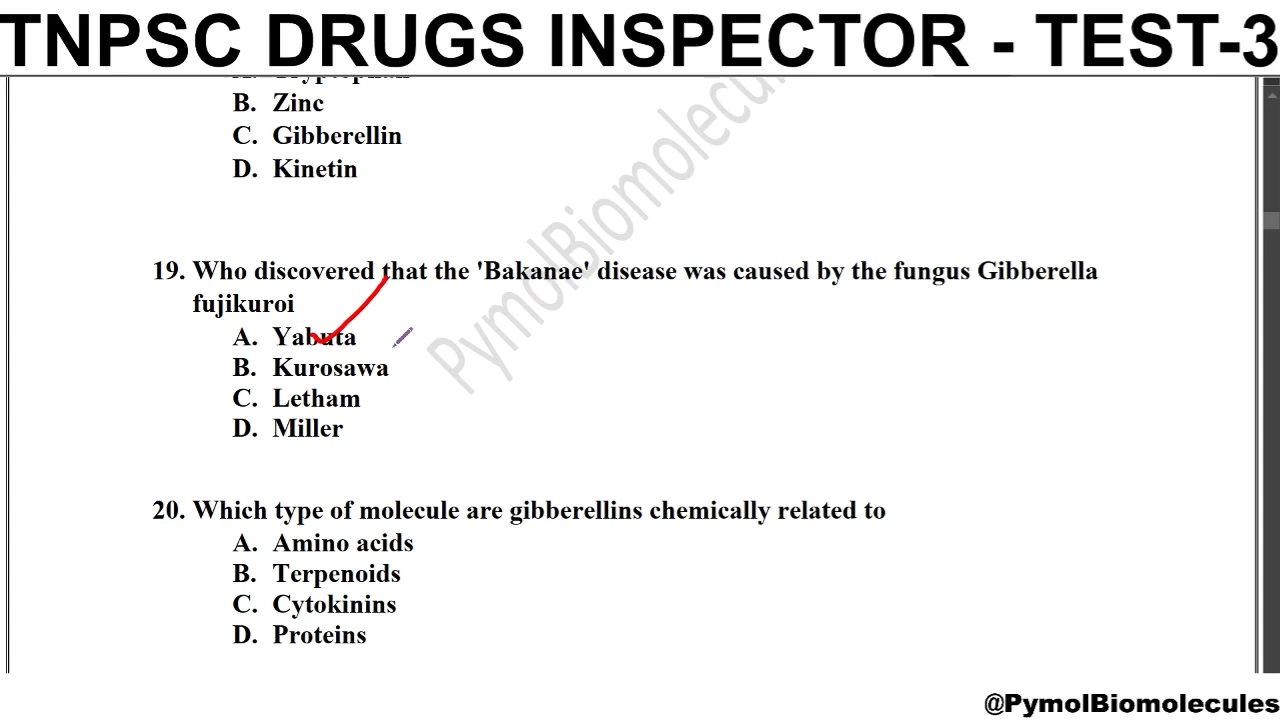 TNPSC DRUGS INSPECTOR - TEST-3
B. Zinc
C. Gibberellin
D. Kinetin
19. Who discovered that the 'Bakanae' disease was caused by the fungus Gibberella
fujikuroi
A. Yabuta
B. Kurosawa
C. Letham
D. Miller
20. Which type of molecule are gibberellins chemically related to
A. Amino acids
B. Terpenoids
C. Cytokinins
D. Proteins
@PymolBiomolecules